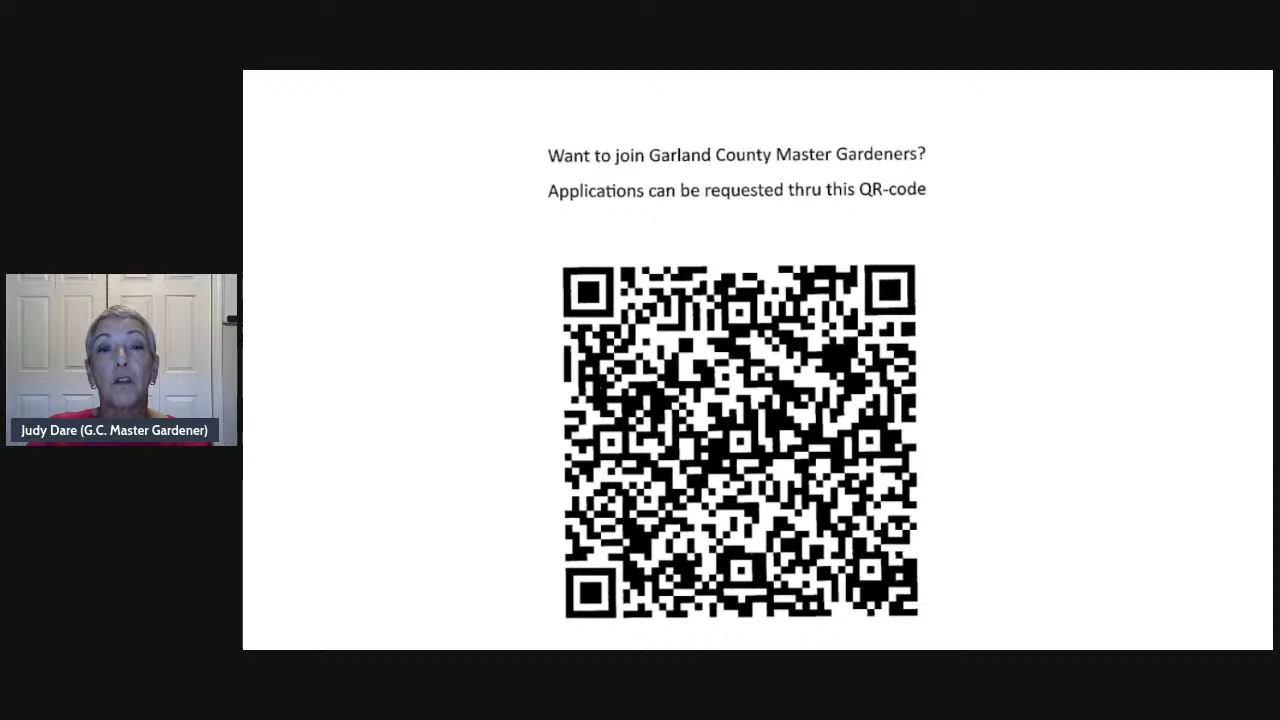 Want to join Garland County Master Gardeners?
Applications can be requested thru this QR-code
Judy Dare (G.C. Master Gardener)